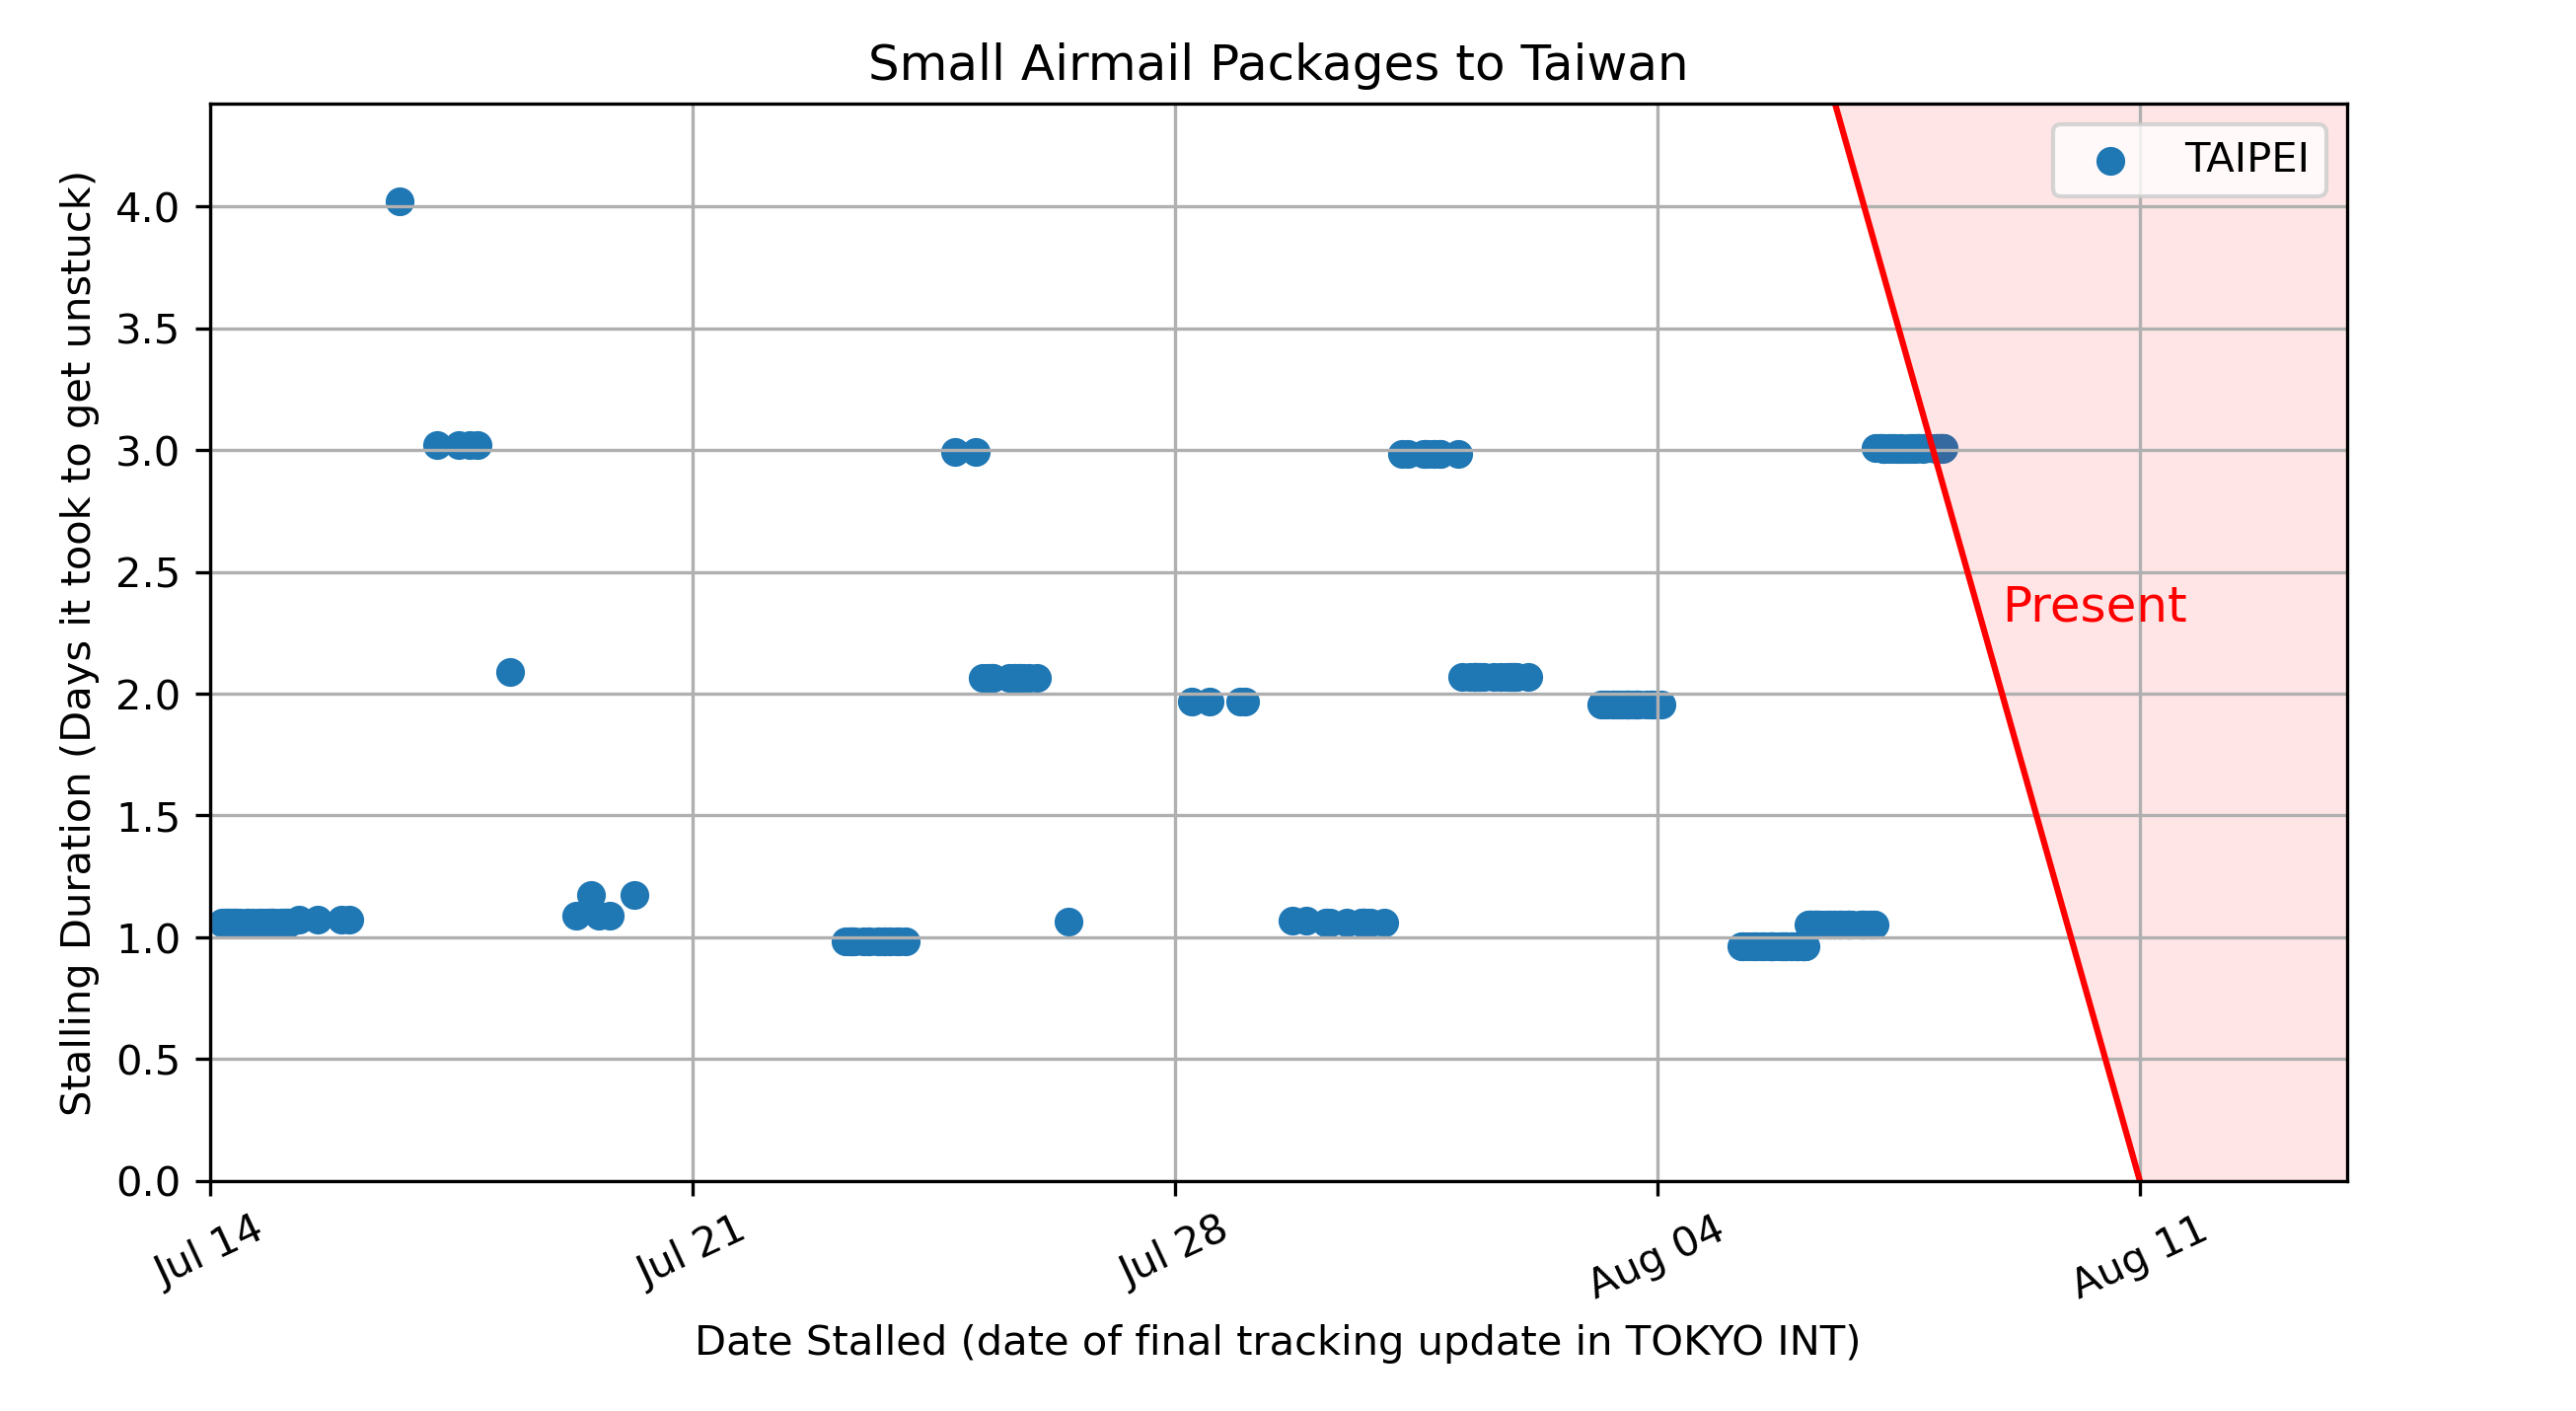 Small Airmail Packages to Taiwan
TAIPEI
Stalling Duration (Days it took to get unstuck)
4.0
3.5
3.0
2.5
2.0
1.5
1.0
0.5
0.0
Present
Jul 14
Jul 21
Jul 28
Aug 04
Aug 11
Date Stalled (date of final tracking update in TOKYO INT)